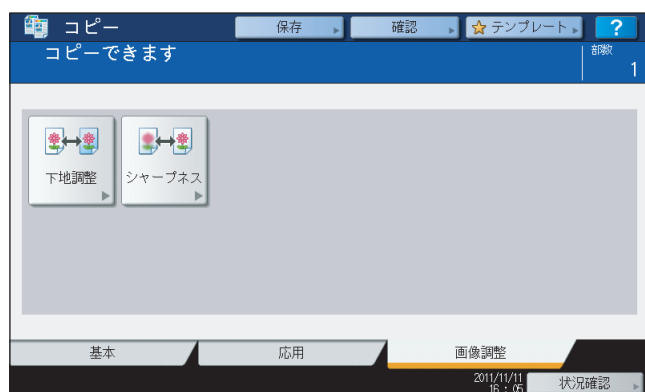 コピー
保存
確認
テンプレート
?
コピーできます
部数
1
下地調整
シャープネス
基本
応用
画像調整
2011/11/11
16 : 05
状況確認